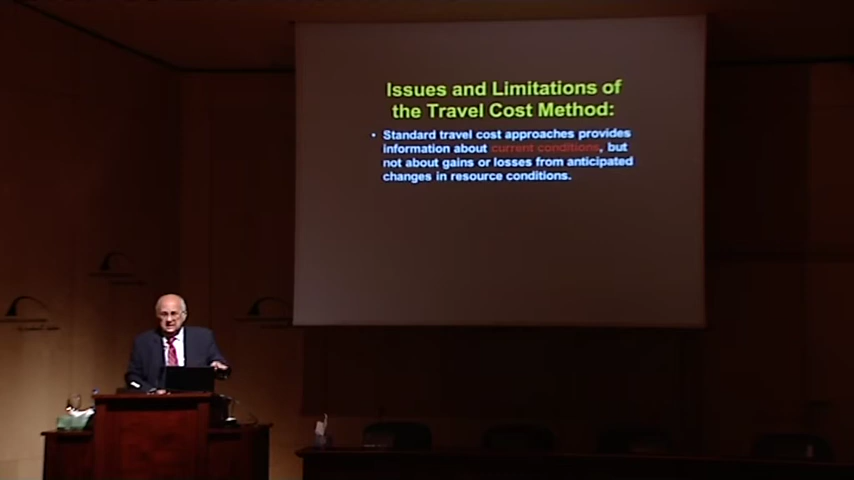 Issues and Limitations of
the Travel Cost Method:
• Standard travel cost approaches provides
information about current conditions, but
not about gains or losses from anticipated
changes in resource conditions.